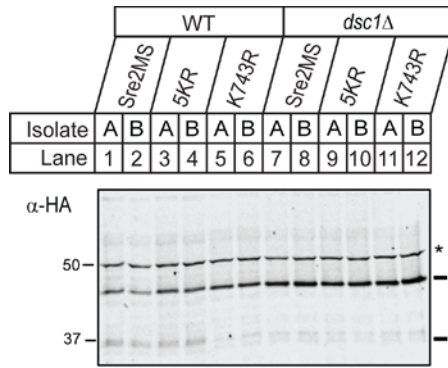 WT dsc1Δ
Sre2MS 5KR K743R Sre2MS 5KR K743R
Isolate A B A B A B A B A B A B
Lane 1 2 3 4 5 6 7 8 9 10 11 12
α-HA
*
50
37